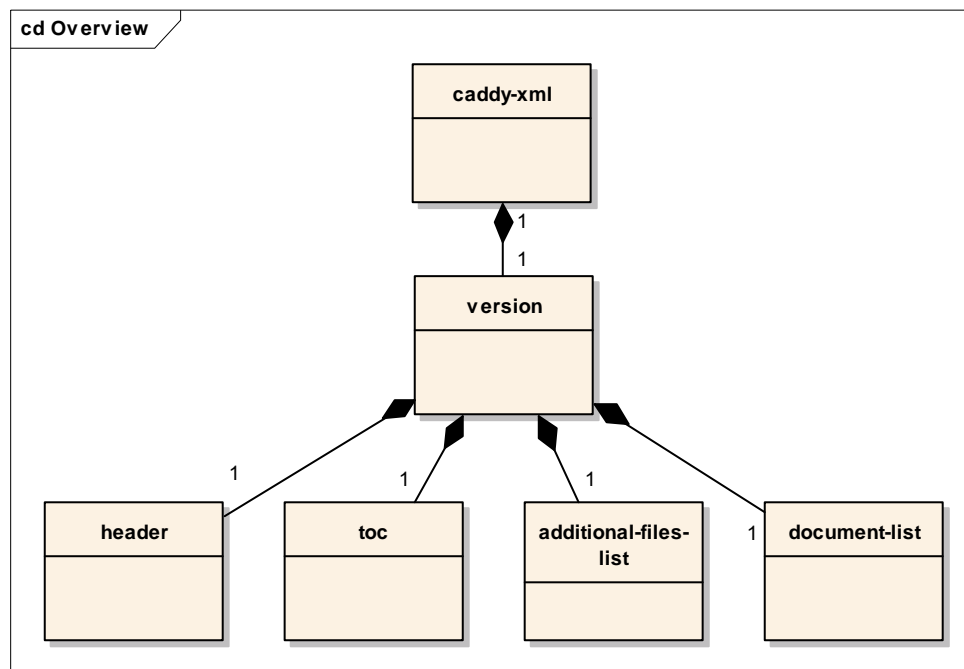 cd Overview
caddy-xml
1
1
version
1
1
1
1
header
toc
additional-files-
list
document-list